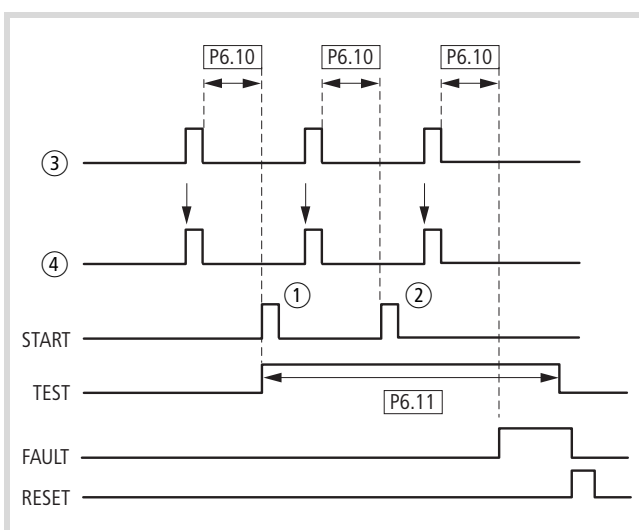 P6.10 P6.10 P6.10
③
④
① ②
START
TEST
P6.11
FAULT
RESET